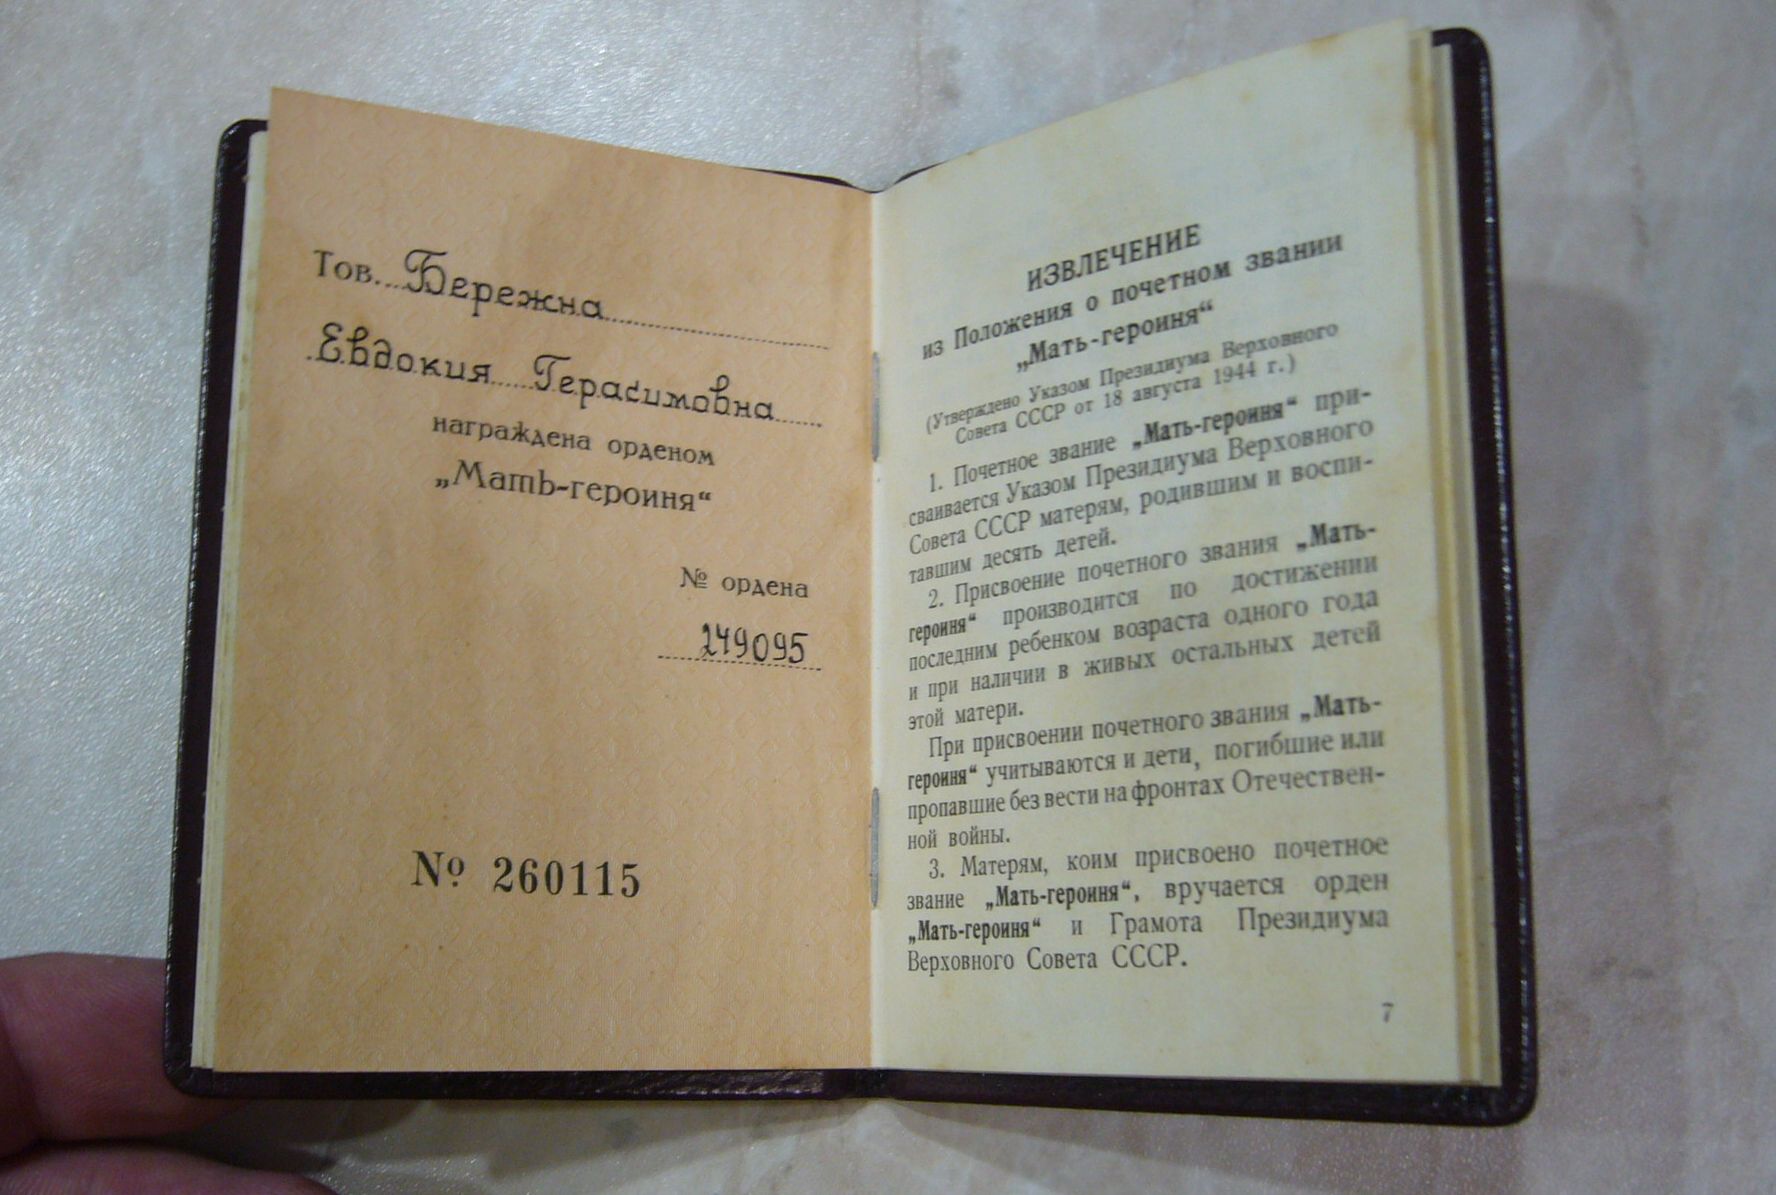 Тов. Бережна
Евдокия Герасимовна
награждена орденом
„Мать-героиня“
№ ордена
249095
№ 260115
ИЗВЛЕЧЕНИЕ
из Положения о почетном звании
„Мать-героиня“
(Утверждено Указом Президиума Верховного
Совета СССР от 18 августа 1944 г.)
1. Почетное звание „Мать-героиня“ при-
сваивается Указом Президиума Верховного
Совета СССР матерям, родившим и воспи-
тавшим десять детей.
2. Присвоение почетного звания „Мать-
героиня“ производится по достижении
последним ребенком возраста одного года
и при наличии в живых остальных детей
этой матери.
При присвоении почетного звания „Мать-
героиня“ учитываются и дети, погибшие или
пропавшие без вести на фронтах Отечествен-
ной войны.
3. Матерям, коим присвоено почетное
звание „Мать-героиня“, вручается орден
„Мать-героиня“ и Грамота Президиума
Верховного Совета СССР.
7